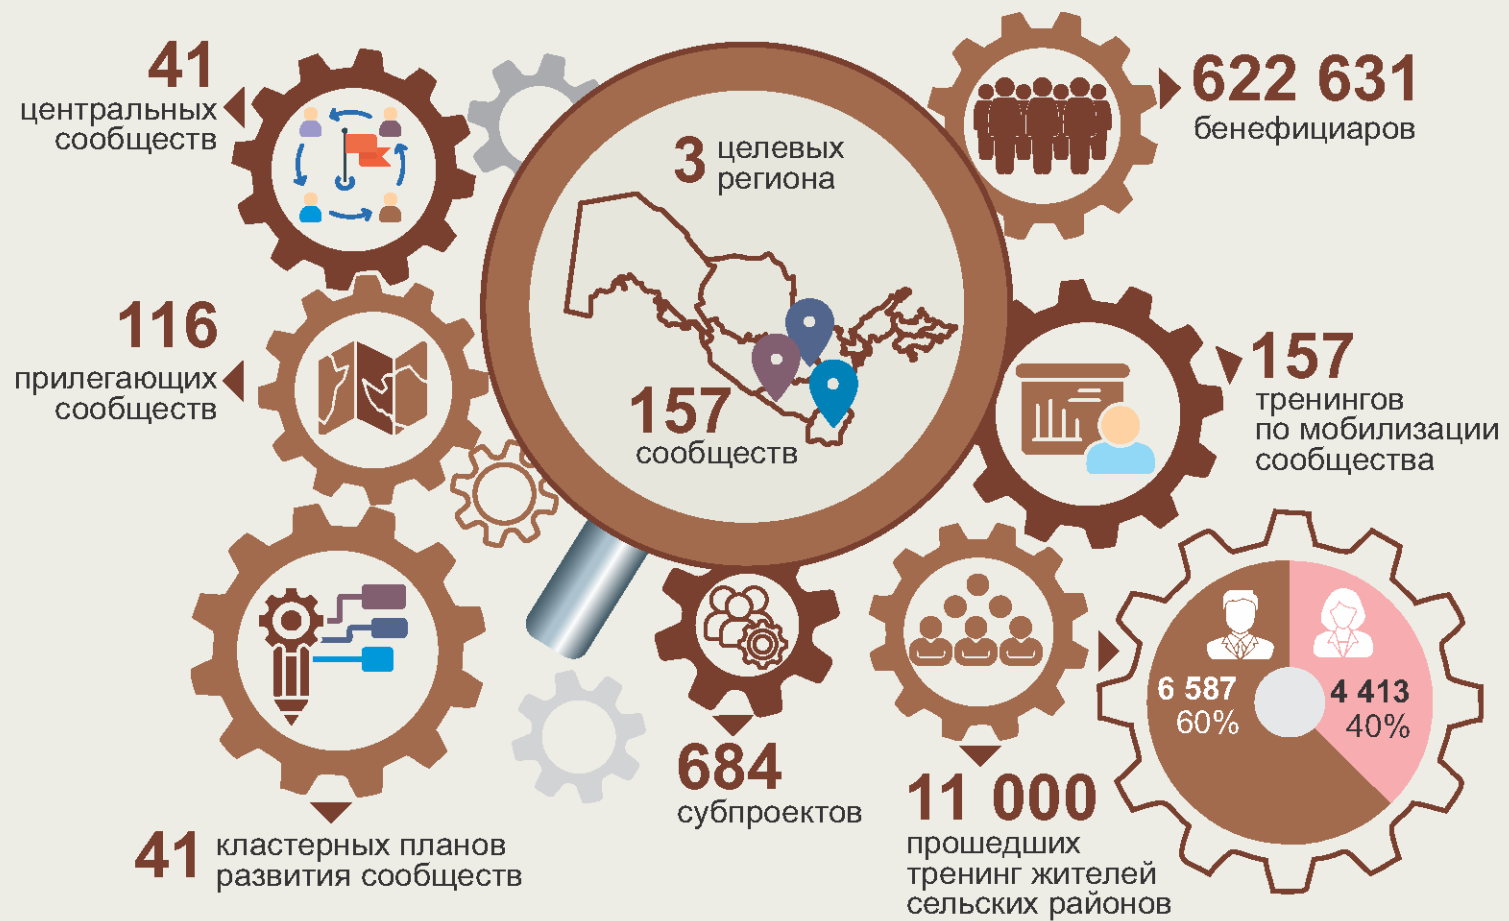 41
центральных
сообществ
116
прилегающих
сообществ
41
кластерных планов
развития сообществ
3 целевых
региона
157
сообществ
684
субпроектов
622 631
бенефициаров
157
тренингов
по мобилизации
сообщества
11 000
прошедших
тренинг жителей
сельских районов
6 587
60%
4 413
40%